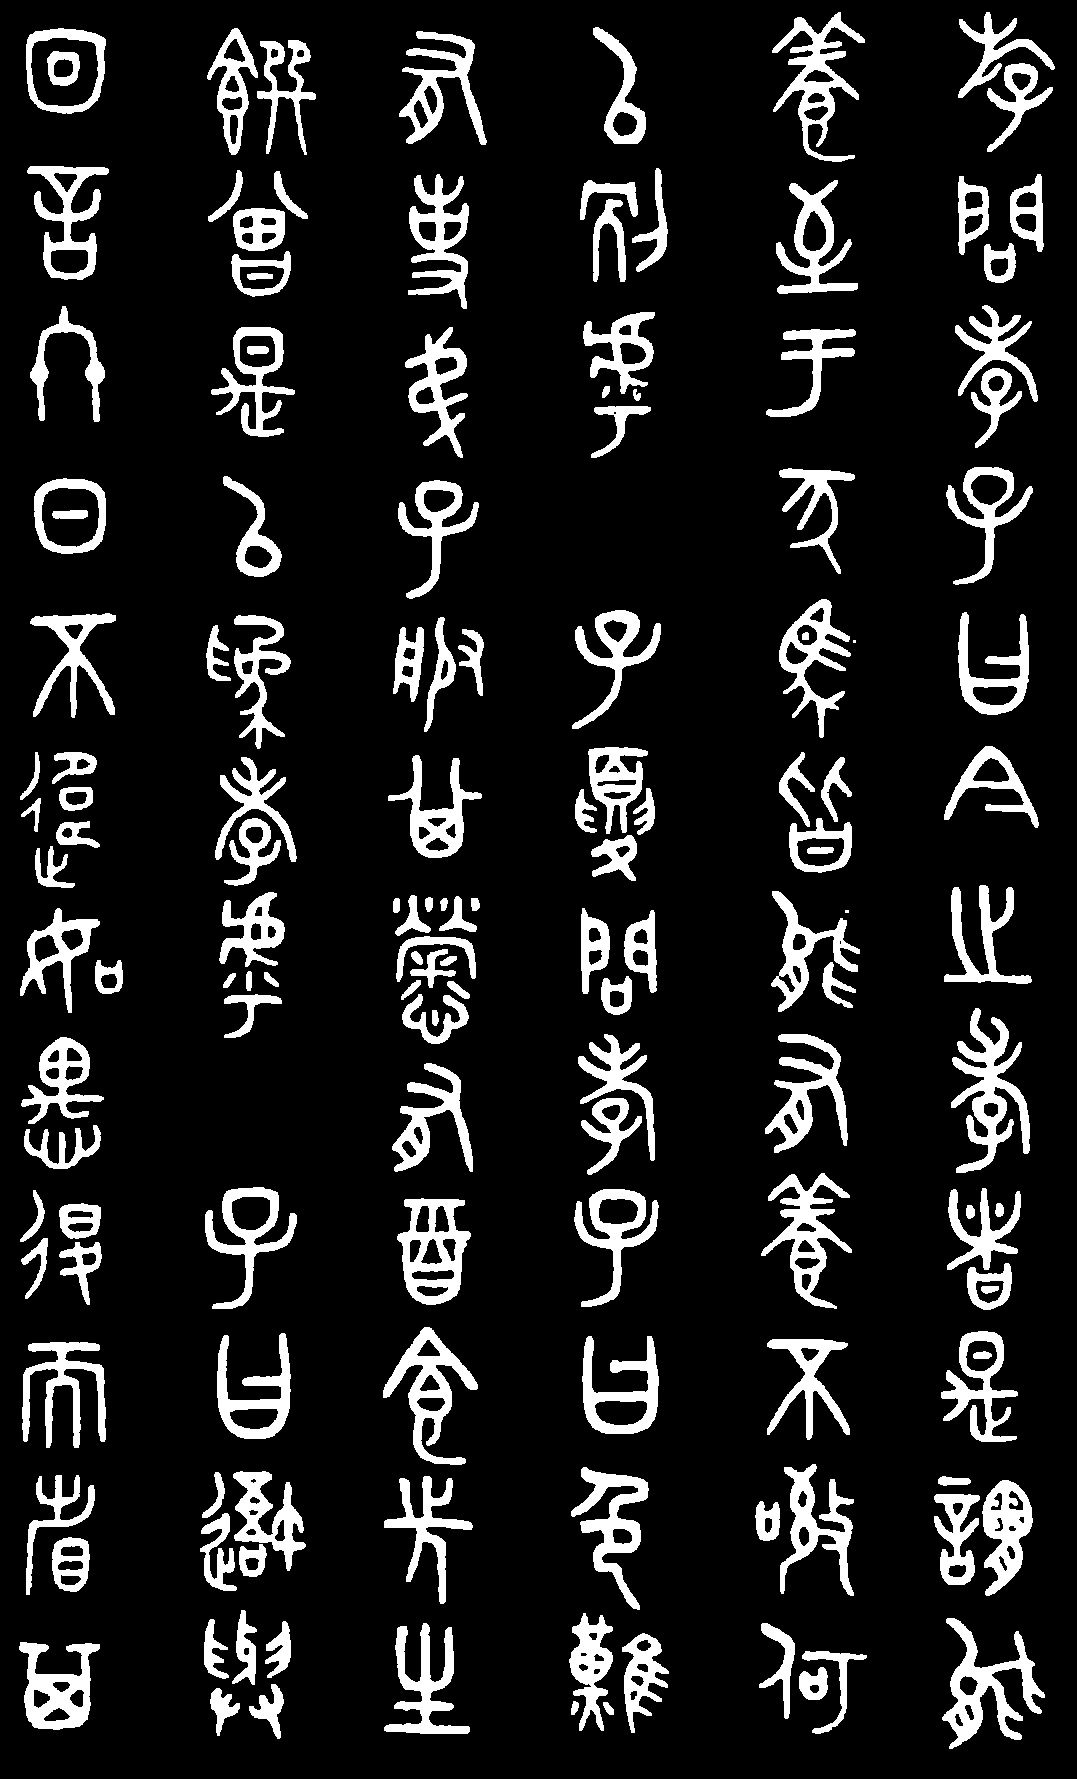 游問孝子曰今之孝者是謂能
養至于犬馬皆能有養不敬何
以別乎　子夏問孝子曰色難
有事弟子服其勞有酒食先生
饌曾是以為孝乎　子曰吾與
回言終日不違如愚退而省其